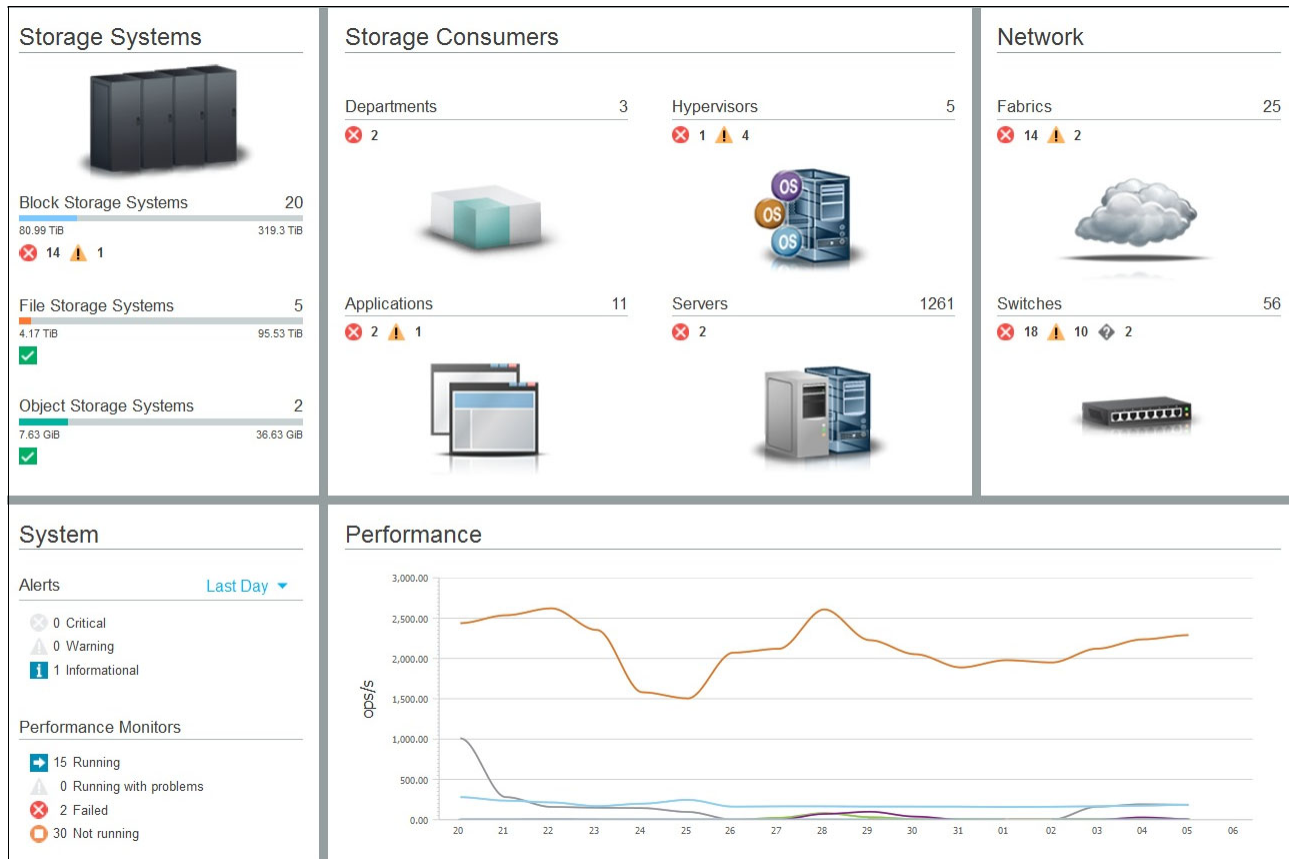 Storage Systems
Block Storage Systems 20
80.99 TiB 319.3 TiB
14 1
File Storage Systems 5
4.17 TiB 95.53 TiB
Object Storage Systems 2
7.63 GiB 36.63 GiB
Storage Consumers
Departments 3
2
Hypervisors 5
1 4
OS
OS
OS
Applications 11
2 1
Servers 1261
2
Network
Fabrics 25
14 2
Switches 56
18 10 ? 2
System
Alerts Last Day
0 Critical
0 Warning
1 Informational
Performance Monitors
15 Running
0 Running with problems
2 Failed
30 Not running
Performance
ops/s
3,000.00
2,500.00
2,000.00
1,500.00
1,000.00
500.00
0.00
20 21 22 23 24 25 26 27 28 29 30 31 01 02 03 04 05 06